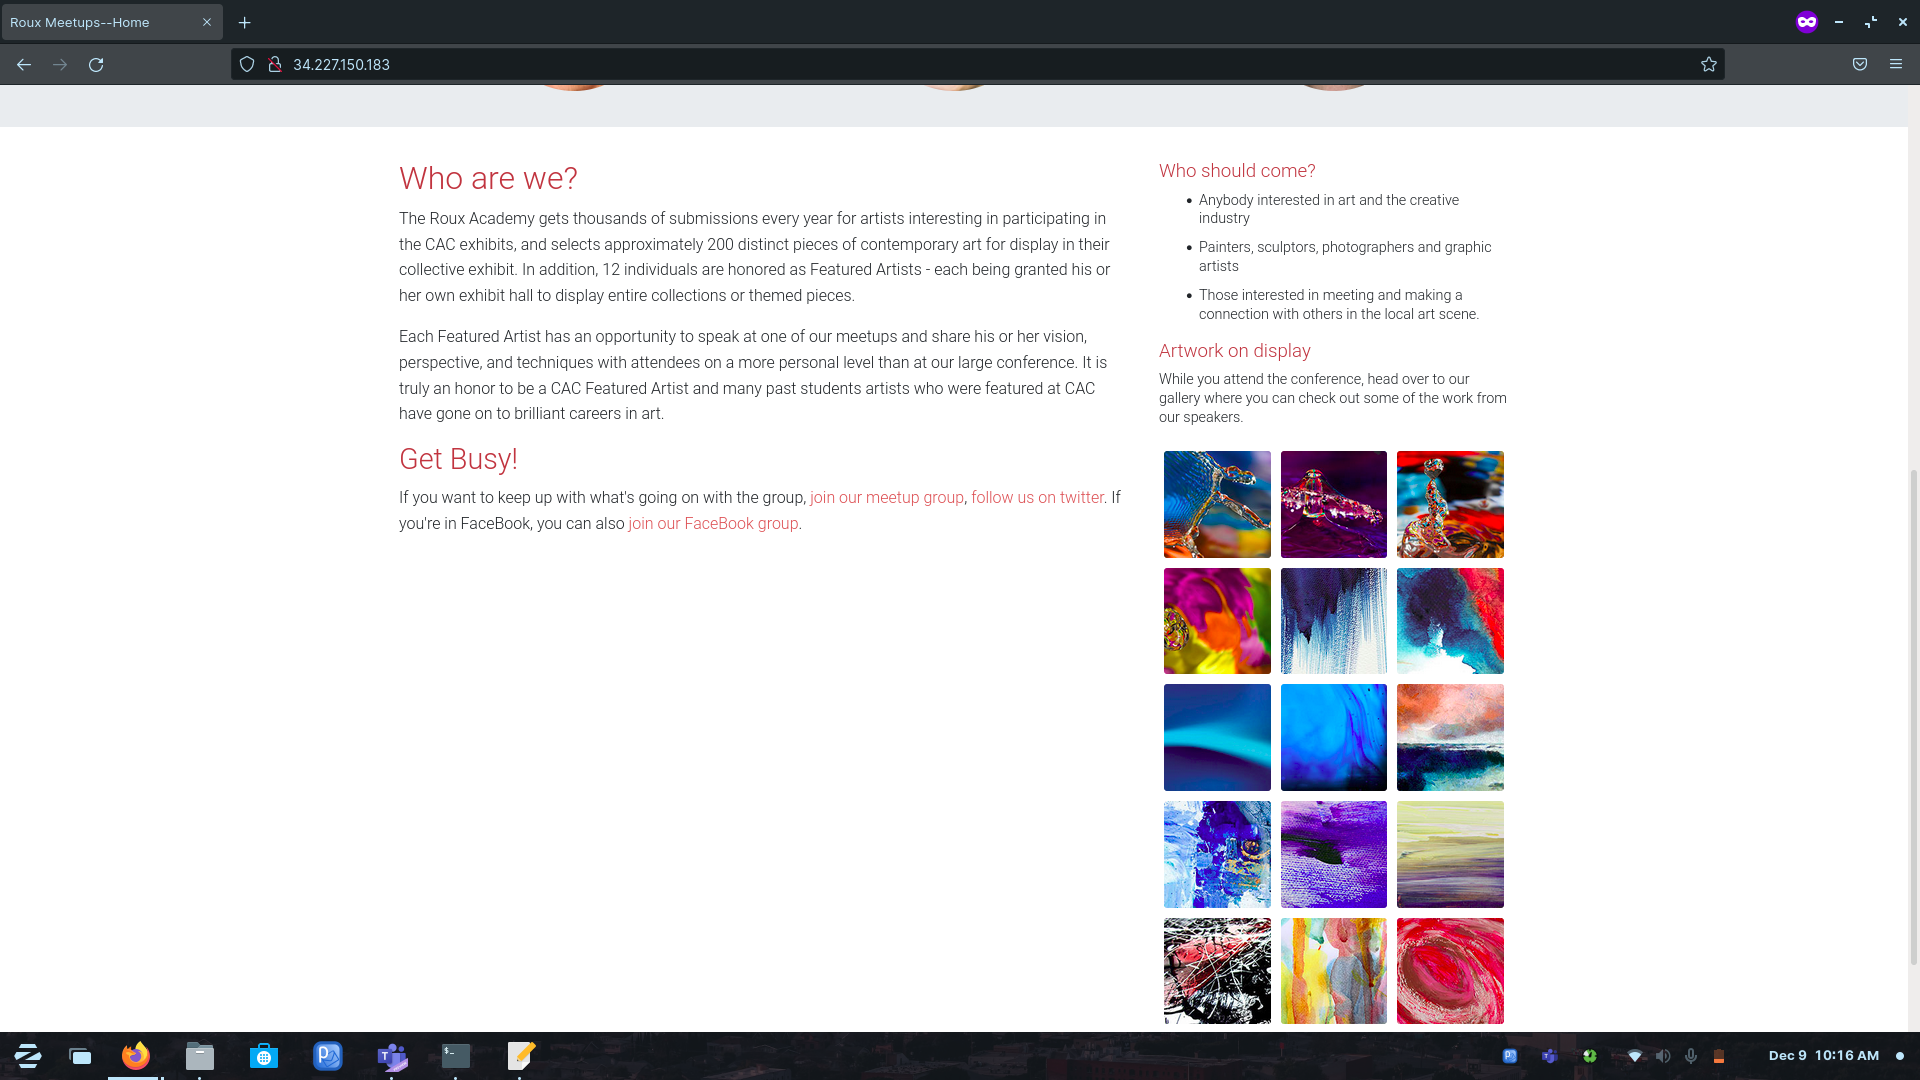 Roux Meetups--Home
34.227.150.183
Who are we?
The Roux Academy gets thousands of submissions every year for artists interesting in participating in
the CAC exhibits, and selects approximately 200 distinct pieces of contemporary art for display in their
collective exhibit. In addition, 12 individuals are honored as Featured Artists - each being granted his or
her own exhibit hall to display entire collections or themed pieces.
Each Featured Artist has an opportunity to speak at one of our meetups and share his or her vision,
perspective, and techniques with attendees on a more personal level than at our large conference. It is
truly an honor to be a CAC Featured Artist and many past students artists who were featured at CAC
have gone on to brilliant careers in art.
Get Busy!
If you want to keep up with what's going on with the group, join our meetup group, follow us on twitter. If
you're in FaceBook, you can also join our FaceBook group.
Who should come?
• Anybody interested in art and the creative
industry
• Painters, sculptors, photographers and graphic
artists
• Those interested in meeting and making a
connection with others in the local art scene.
Artwork on display
While you attend the conference, head over to our
gallery where you can check out some of the work from
our speakers.
Dec 9 10:16 AM